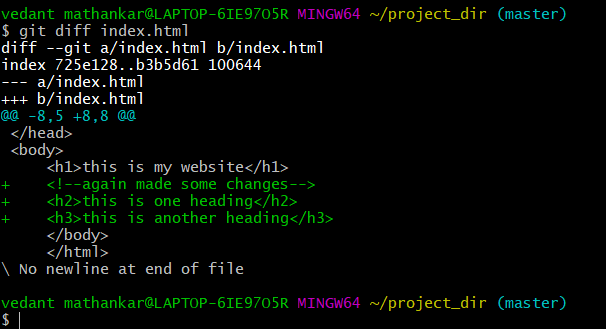 vedant mathankar@LAPTOP-6IE97O5R MINGW64 ~/project_dir (master)
$ git diff index.html
diff --git a/index.html b/index.html
index 725e128..b3b5d61 100644
--- a/index.html
+++ b/index.html
@@ -8,5 +8,8 @@
 </head>
 <body>
     <h1>this is my website</h1>
+    <!--again made some changes-->
+    <h2>this is one heading</h2>
+    <h3>this is another heading</h3>
     </body>
     </html>
\ No newline at end of file
vedant mathankar@LAPTOP-6IE97O5R MINGW64 ~/project_dir (master)
$